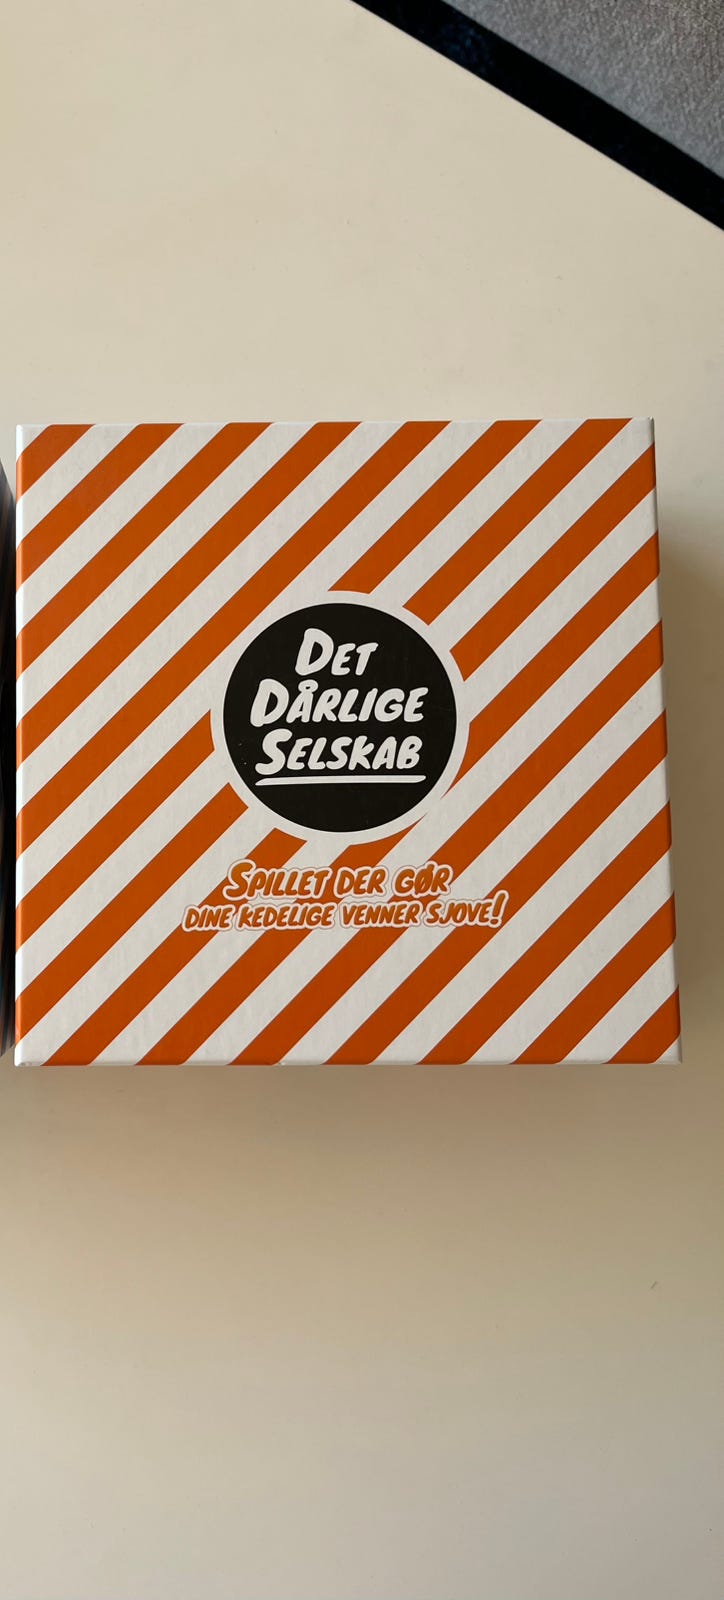 Det
Dårlige
Selskab
Spillet der gør
dine kedelige venner sjove!